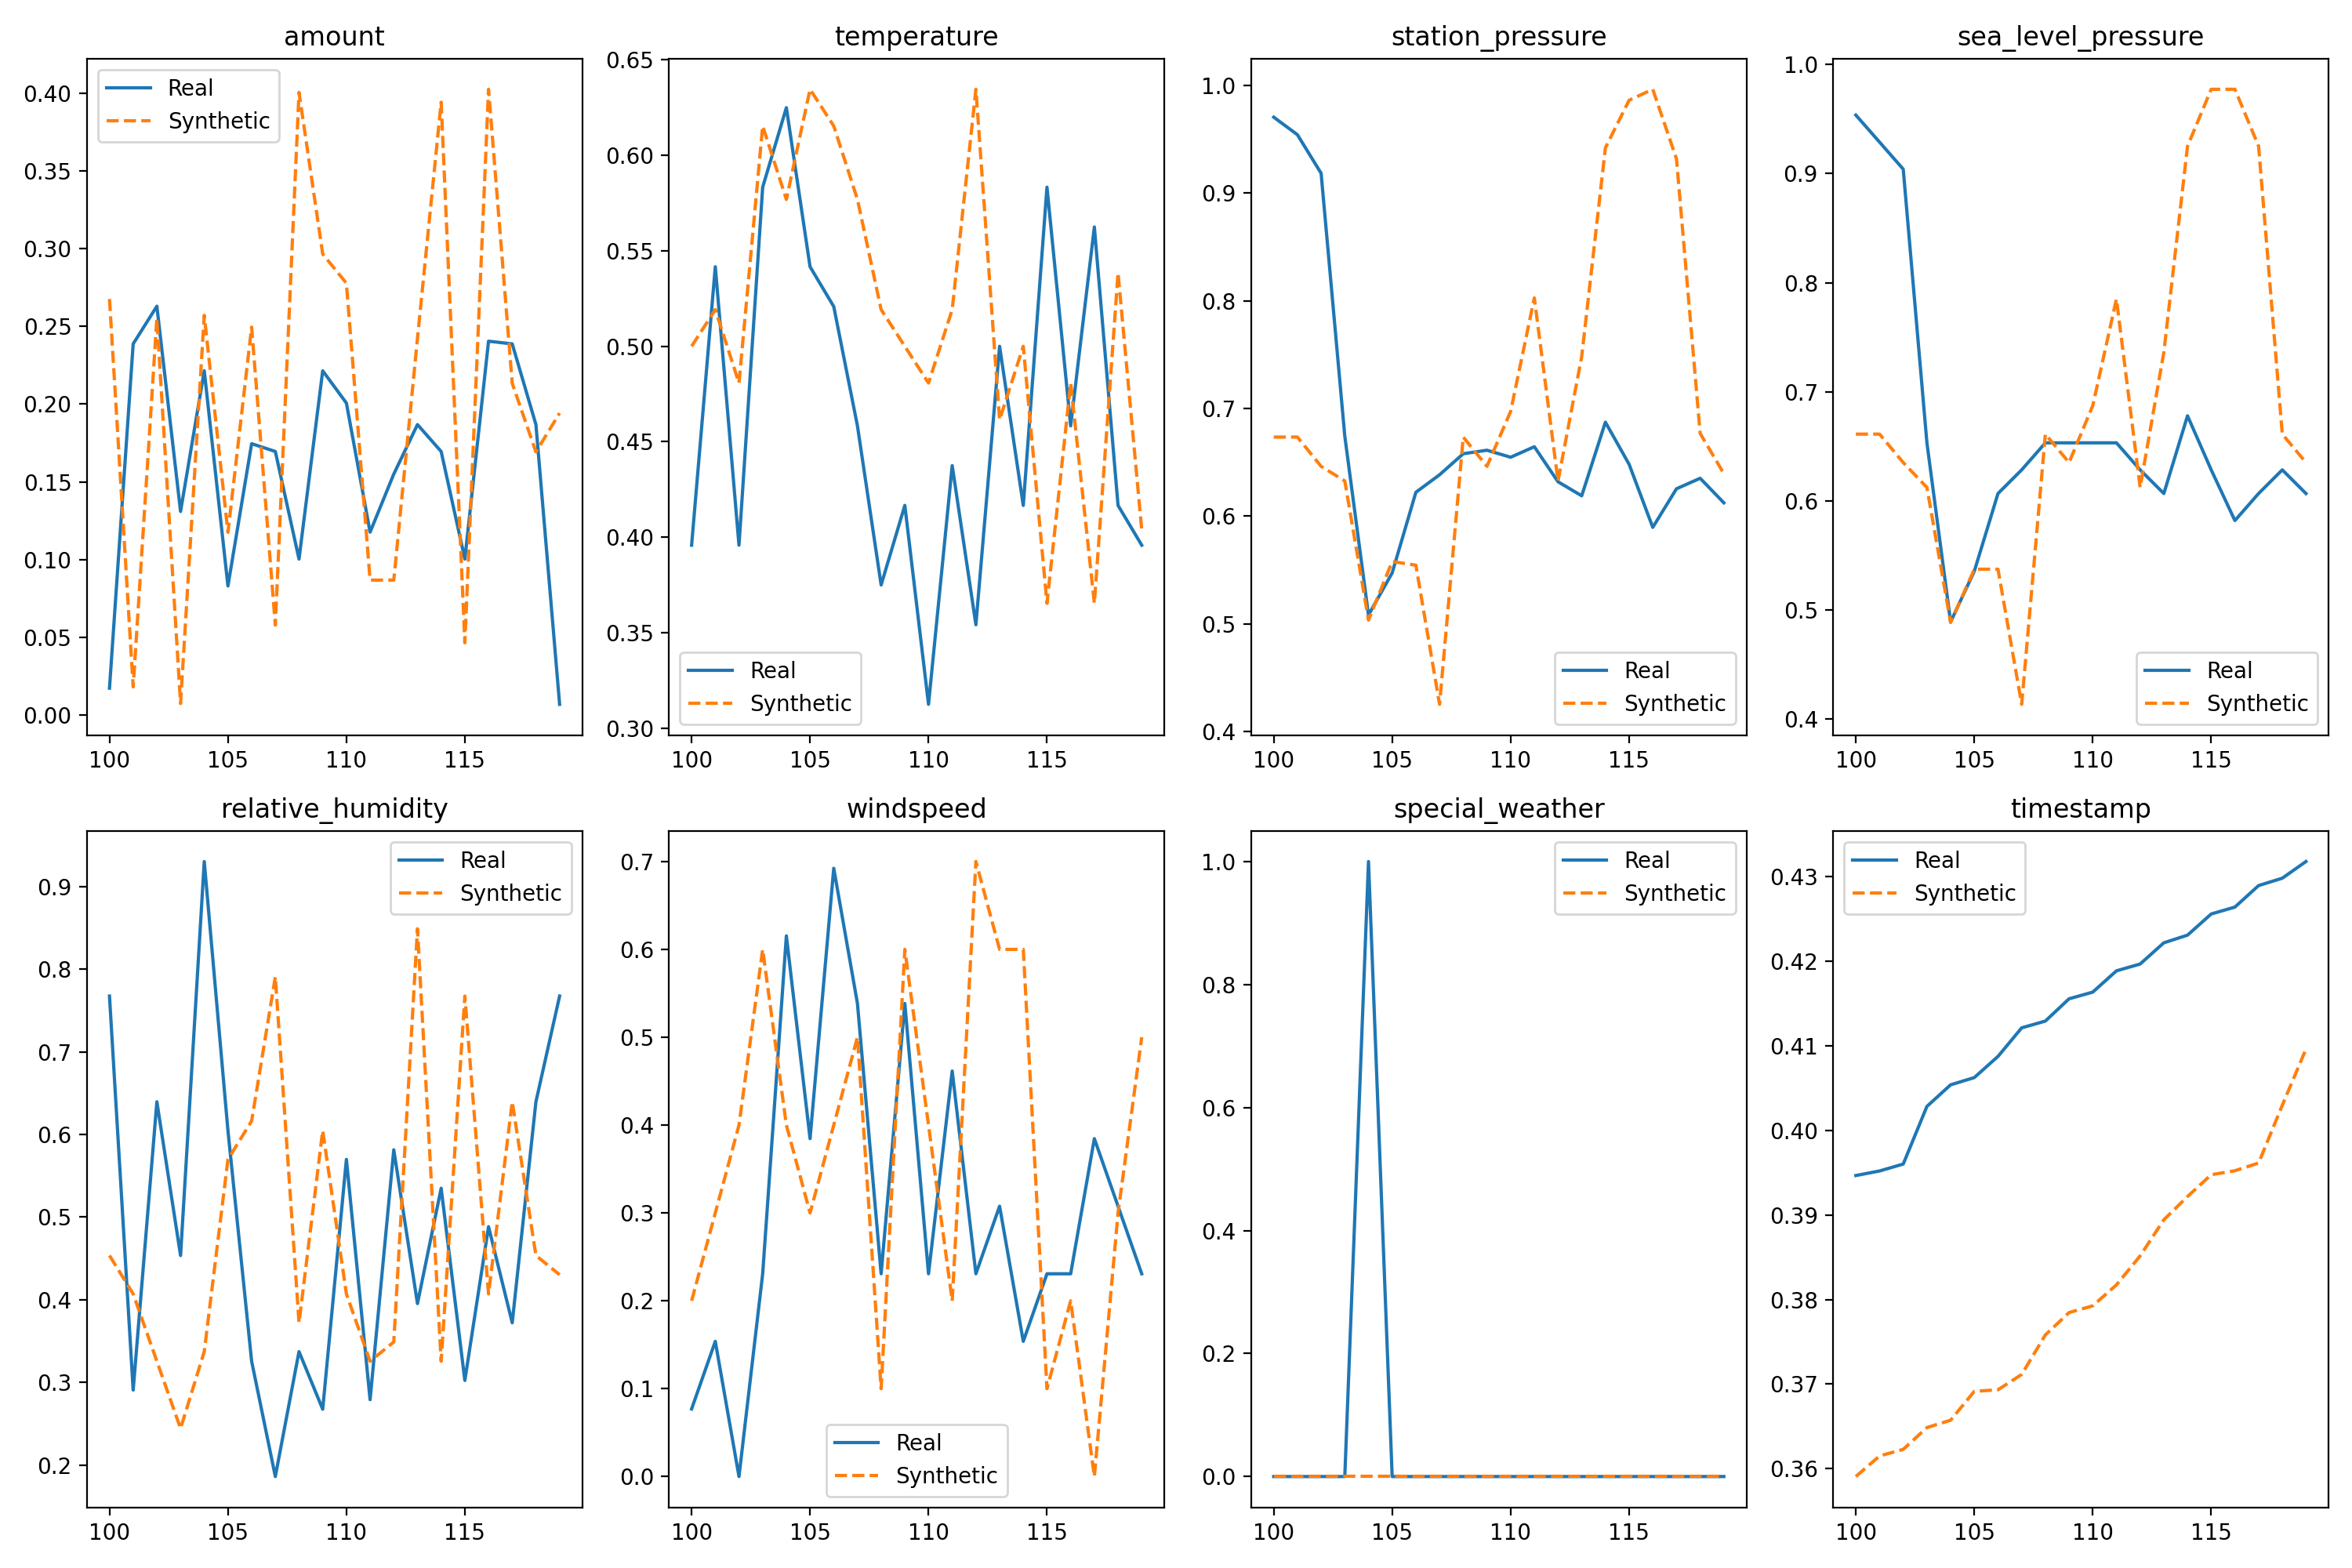 amount
Real
Synthetic
0.40
0.35
0.30
0.25
0.20
0.15
0.10
0.05
0.00
100 105 110 115
temperature
Real
Synthetic
0.65
0.60
0.55
0.50
0.45
0.40
0.35
0.30
100 105 110 115
station_pressure
Real
Synthetic
1.0
0.9
0.8
0.7
0.6
0.5
0.4
100 105 110 115
sea_level_pressure
Real
Synthetic
1.0
0.9
0.8
0.7
0.6
0.5
0.4
100 105 110 115
relative_humidity
Real
Synthetic
0.9
0.8
0.7
0.6
0.5
0.4
0.3
0.2
100 105 110 115
windspeed
Real
Synthetic
0.7
0.6
0.5
0.4
0.3
0.2
0.1
0.0
100 105 110 115
special_weather
Real
Synthetic
1.0
0.8
0.6
0.4
0.2
0.0
100 105 110 115
timestamp
Real
Synthetic
0.43
0.42
0.41
0.40
0.39
0.38
0.37
0.36
100 105 110 115